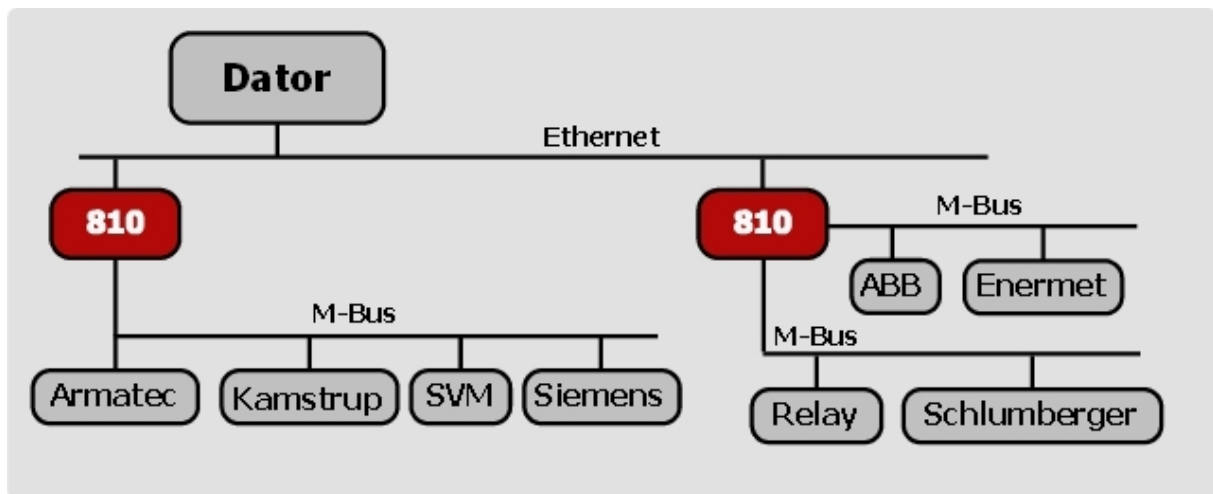 Dator
Ethernet
810
810
M-Bus
ABB
Enermet
M-Bus
M-Bus
Armatec
Kamstrup
SVM
Siemens
Relay
Schlumberger